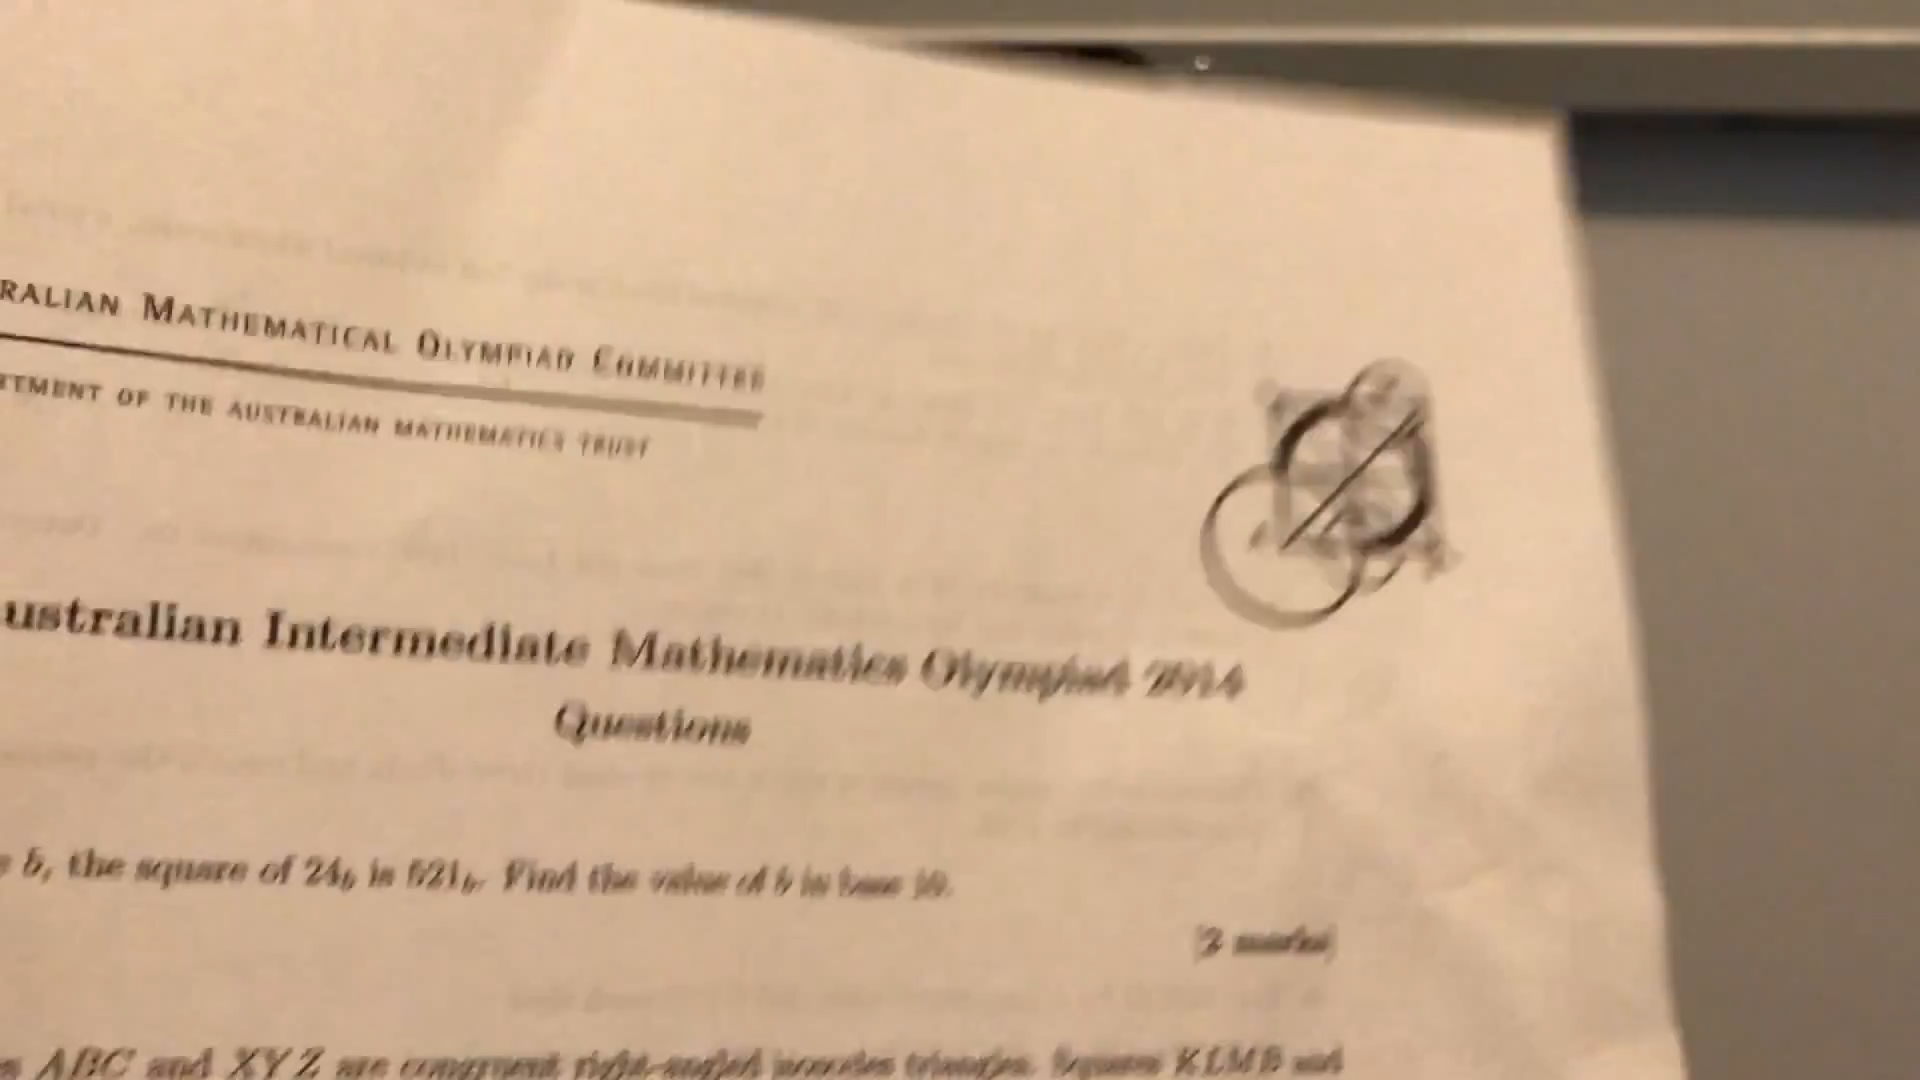 RALIAN MATHEMATICAL OLYMPIAD COMMITTEE
TMENT OF THE AUSTRALIAN MATHEMATICS TRUST
ustralian Intermediate Mathematics Olympiad 2014
Questions
b, the square of 24b is 521b. Find the value of b in base 10.
[2 marks]
ABC and XYZ are congruent right-angled isosceles triangles. Squares KLMB and